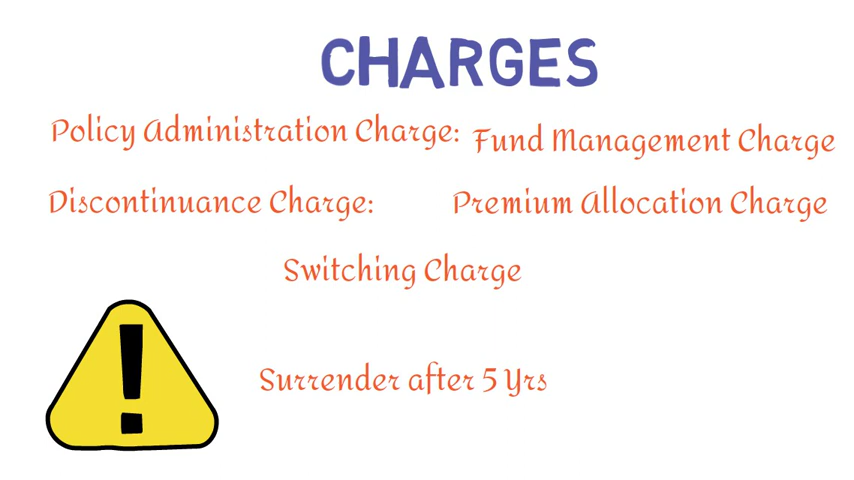 CHARGES
Policy Administration Charge:
Fund Management Charge
Discontinuance Charge:
Premium Allocation Charge
Switching Charge
!
Surrender after 5 Yrs